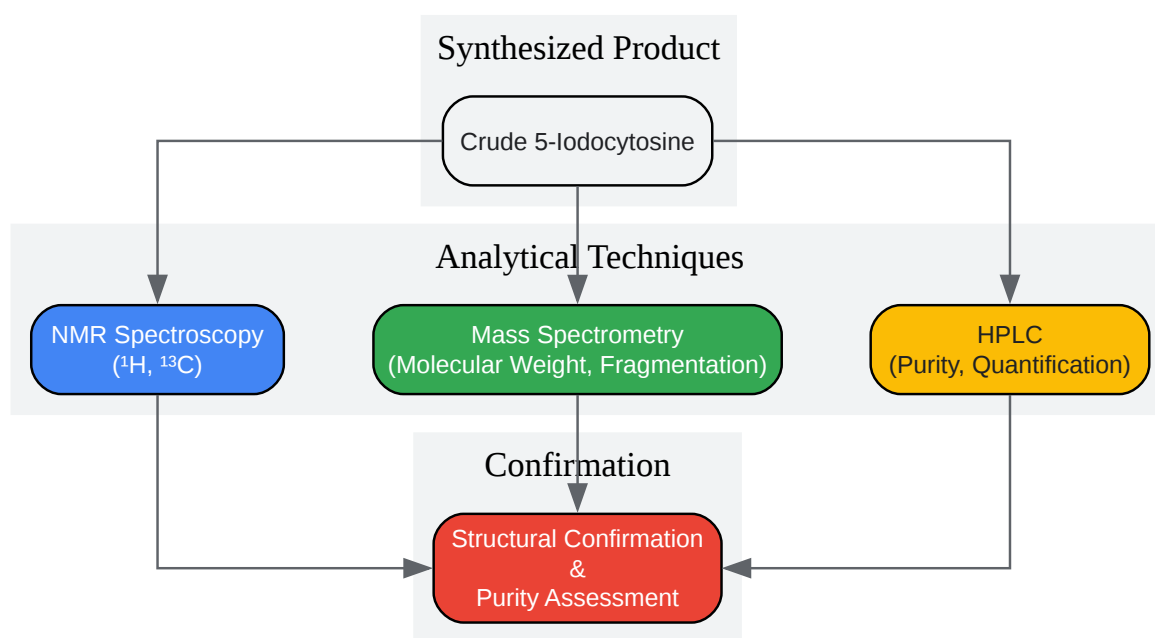 Synthesized Product
Crude 5-Iodocytosine
Analytical Techniques
NMR Spectroscopy
(¹H, ¹³C)
Mass Spectrometry
(Molecular Weight, Fragmentation)
HPLC
(Purity, Quantification)
Confirmation
Structural Confirmation
&
Purity Assessment